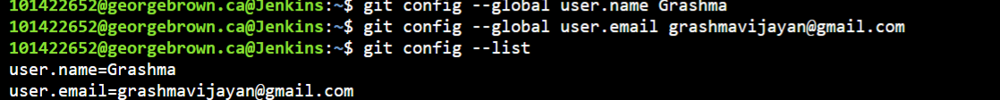 101422652@georgebrown.ca@Jenkins:~$ git config --global user.name Grashma
101422652@georgebrown.ca@Jenkins:~$ git config --global user.email grashmavijayan@gmail.com
101422652@georgebrown.ca@Jenkins:~$ git config --list
user.name=Grashma
user.email=grashmavijayan@gmail.com